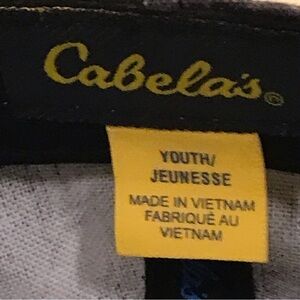 Cabela's®
YOUTH/
JEUNESSE
MADE IN VIETNAM
FABRIQUÉ AU
VIETNAM